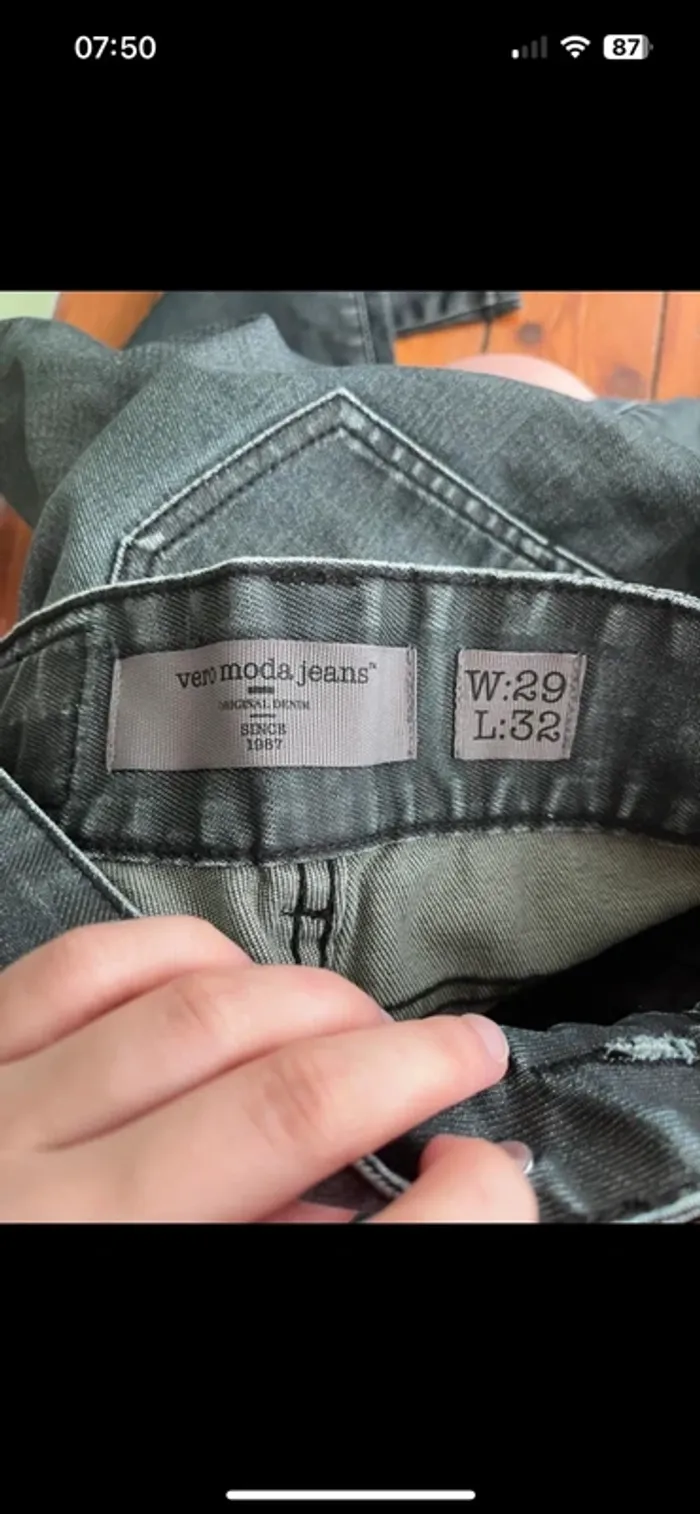 07:50
87
vero moda jeans™
ORIGINAL DENIM
SINCE
1987
W:29
L:32